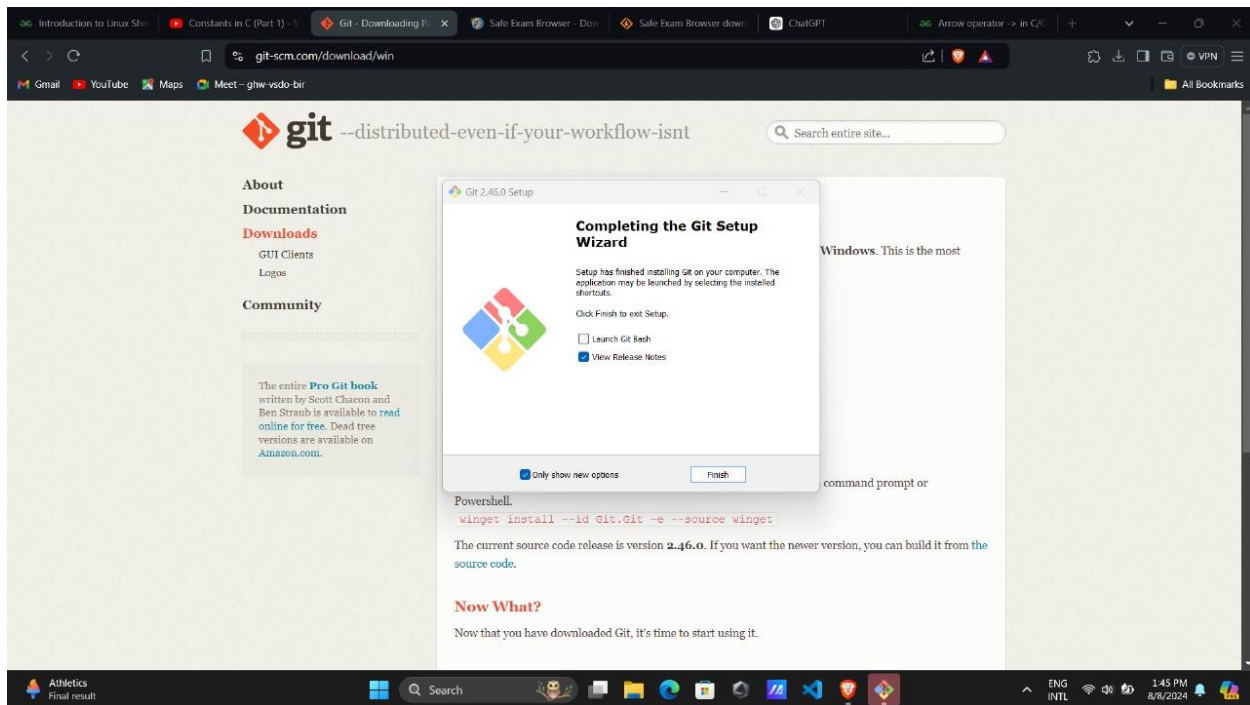 Introduction to Linux She
Constants in C (Part 1) -
Git - Downloading Pa
Safe Exam Browser - Dow
Safe Exam Browser down
ChatGPT
Arrow operator -> in C/C
git-scm.com/download/win
VPN
Gmail
YouTube
Maps
Meet – ghw-vsdo-bir
All Bookmarks
git --distributed-even-if-your-workflow-isnt
Search entire site...
About
Documentation
Downloads
GUI Clients
Logos
Community
The entire Pro Git book
written by Scott Chacon and
Ben Straub is available to read
online for free. Dead tree
versions are available on
Amazon.com.
Git 2.46.0 Setup
Completing the Git Setup
Wizard
Setup has finished installing Git on your computer. The
application may be launched by selecting the installed
shortcuts.
Click Finish to exit Setup.
Launch Git Bash
View Release Notes
Only show new options
Finish
Windows. This is the most
command prompt or
Powershell.
winget install --id Git.Git -e --source winget
The current source code release is version 2.46.0. If you want the newer version, you can build it from the
source code.
Now What?
Now that you have downloaded Git, it's time to start using it.
Athletics
Final result
Search
ENG
INTL
1:45 PM
8/8/2024